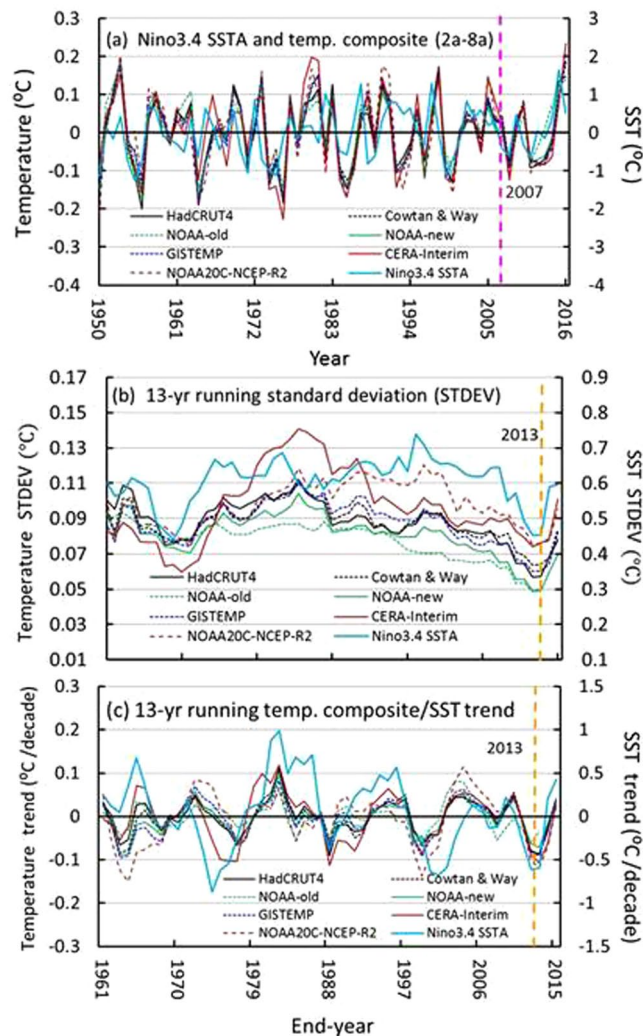 (a) Nino3.4 SSTA and temp. composite (2a-8a)
Temperature (°C)
0.3
0.2
0.1
0
-0.1
-0.2
-0.3
-0.4
3
2
1
0
-1
-2
-3
-4
SST (°C)
2007
HadCRUT4
Cowtan & Way
NOAA-old
NOAA-new
GISTEMP
CERA-Interim
NOAA20C-NCEP-R2
Nino3.4 SSTA
1950
1961
1972
1983
1994
2005
2016
Year
(b) 13-yr running standard deviation (STDEV)
Temperature STDEV (°C)
0.17
0.15
0.13
0.11
0.09
0.07
0.05
0.03
0.01
0.9
0.8
0.7
0.6
0.5
0.4
0.3
0.2
0.1
SST STDEV (°C)
2013
HadCRUT4
Cowtan & Way
NOAA-old
NOAA-new
GISTEMP
CERA-Interim
NOAA20C-NCEP-R2
Nino3.4 SSTA
1961
1970
1979
1988
1997
2006
2015
(c) 13-yr running temp. composite/SST trend
Temperature trend (°C /decade)
0.3
0.2
0.1
0
-0.1
-0.2
-0.3
1.5
1
0.5
0
-0.5
-1
-1.5
SST trend (°C /decade)
2013
HadCRUT4
Cowtan & Way
NOAA-old
NOAA-new
GISTEMP
CERA-Interim
NOAA20C-NCEP-R2
Nino3.4 SSTA
1961
1970
1979
1988
1997
2006
2015
End-year